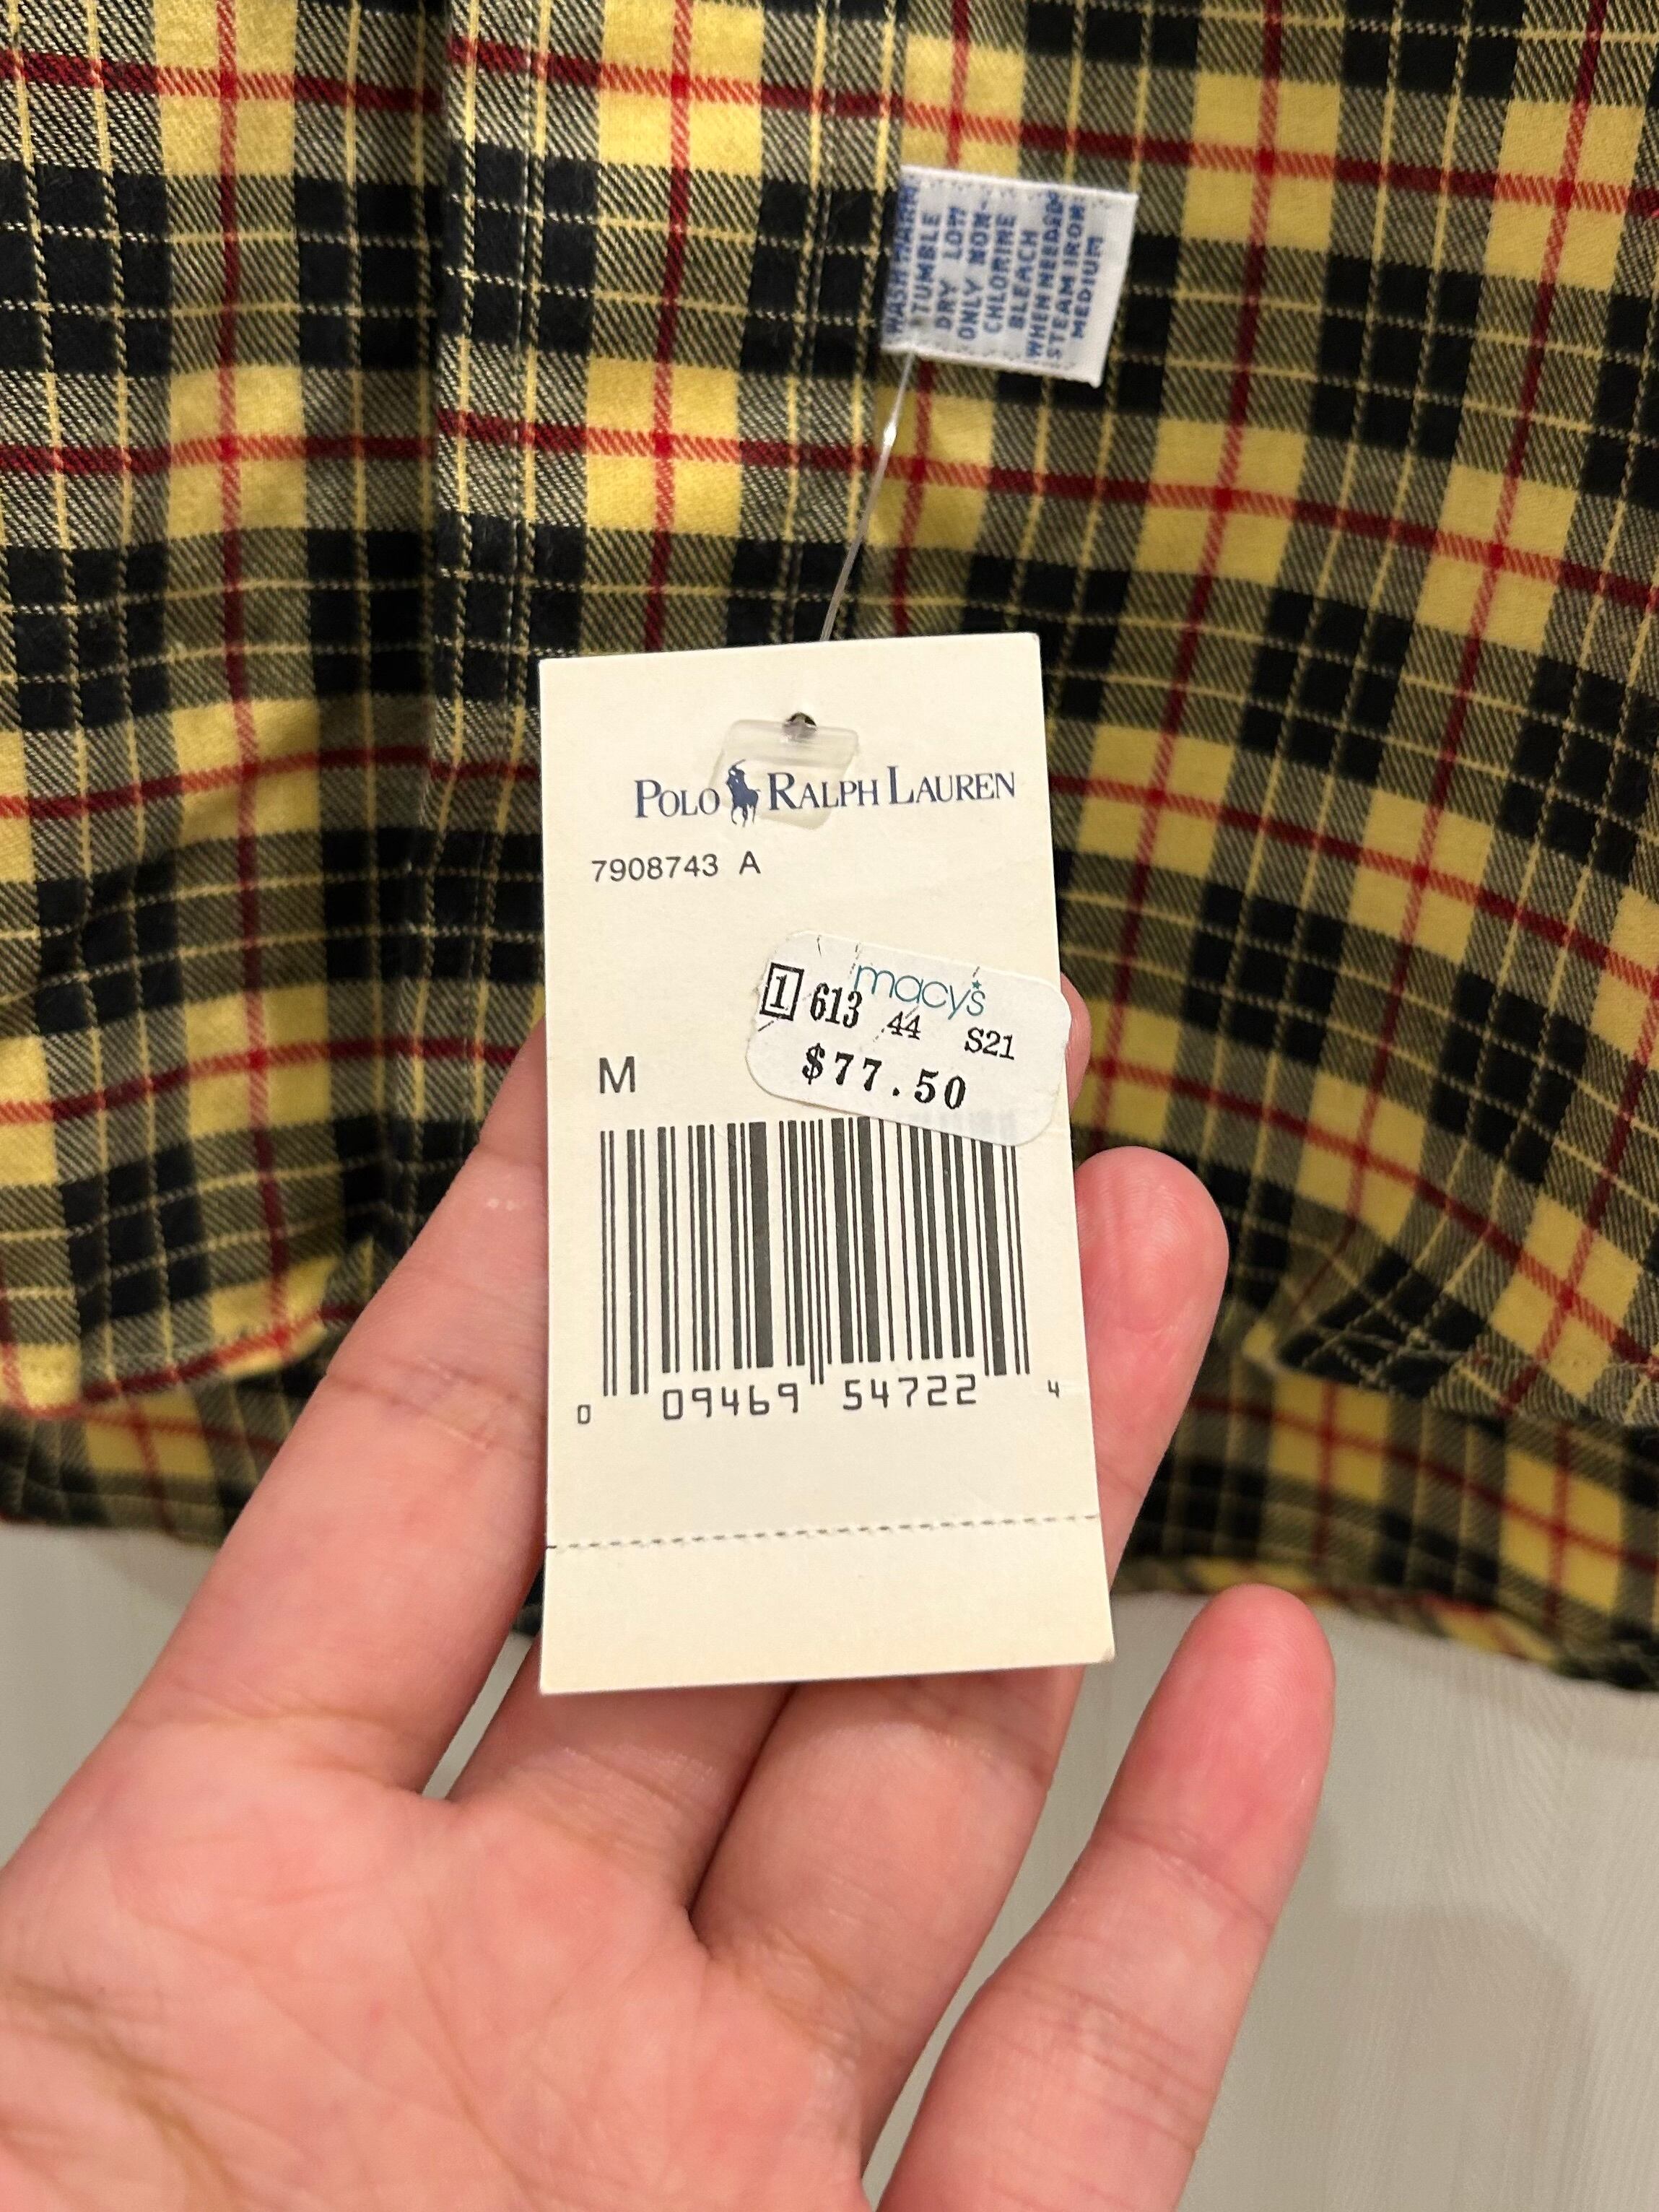 WASH WARM
TUMBLE
DRY LOW
ONLY NON-
CHLORINE
BLEACH
WHEN NEEDED
STEAM IRON
MEDIUM
POLO RALPH LAUREN
7908743 A
macy's
1 613 44 S21
$77.50
M
0 09469 54722 4